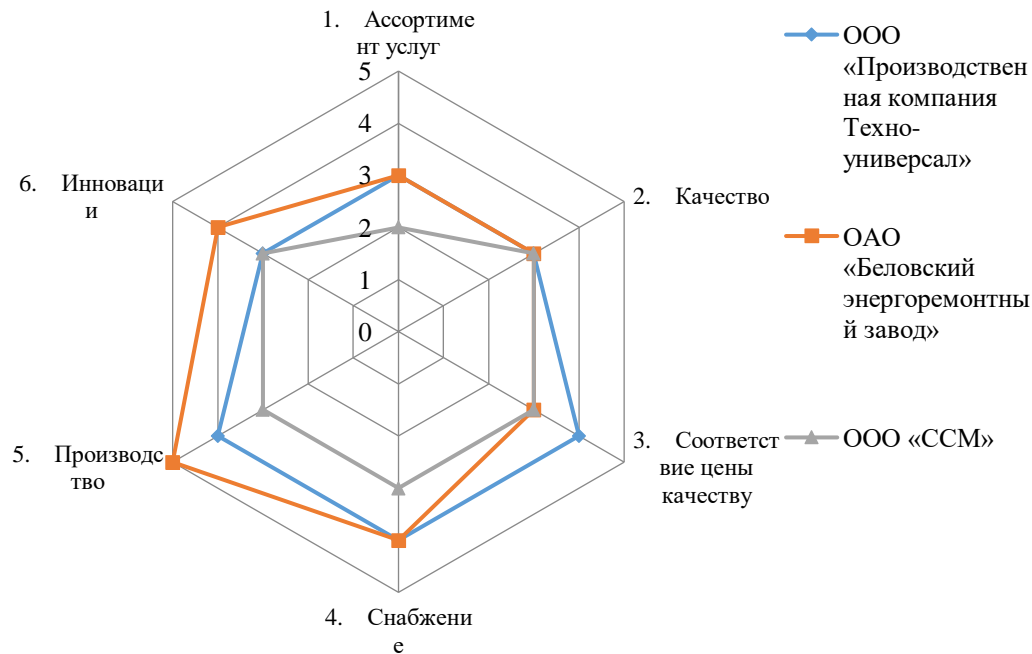 1. Ассортиме
нт услуг
5
4
3
2
1
0
2. Качество
3. Соответст
вие цены
качеству
4. Снабжени
е
5. Производс
тво
6. Инноваци
и
ООО
«Производствен
ная компания
Техно-
универсал»
ОАО
«Беловский
энергоремонтны
й завод»
ООО «ССМ»